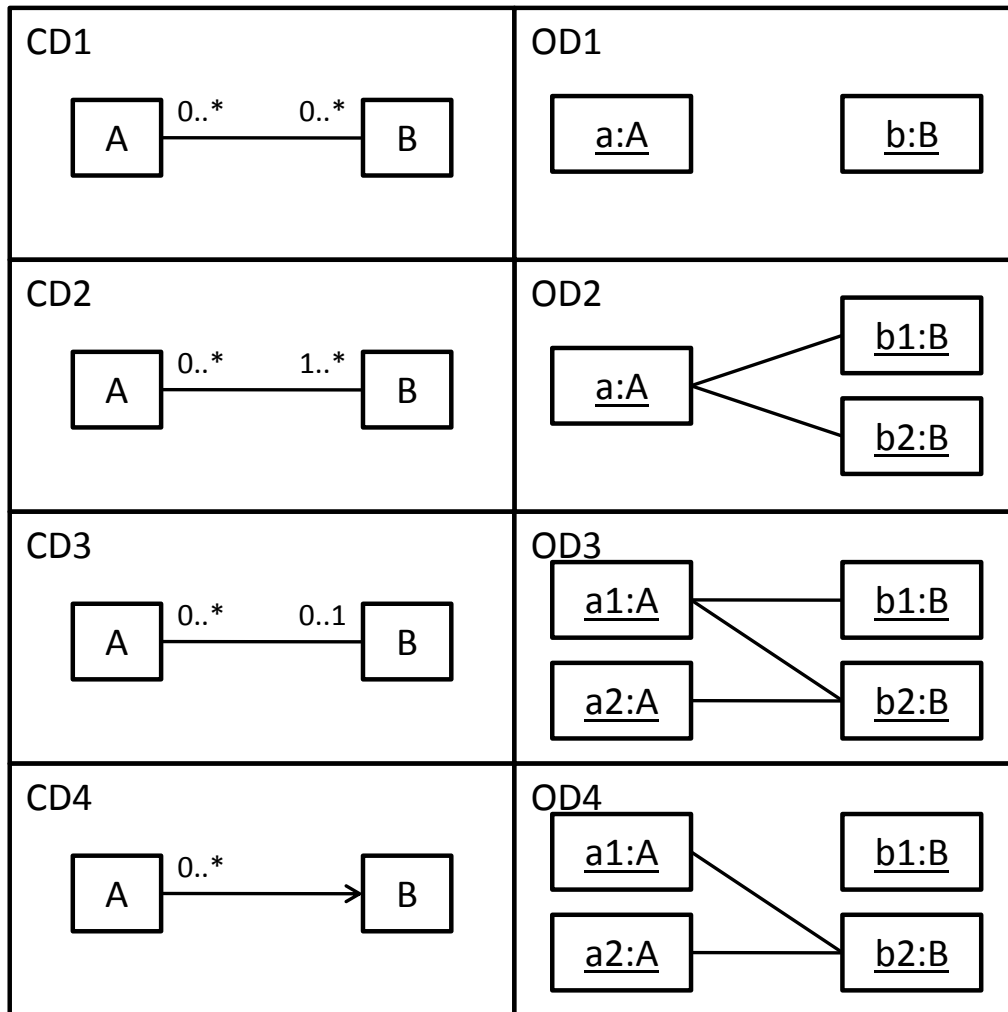 CD1
0..* 0..*
A B
OD1
a:A b:B
CD2
0..* 1..*
A B
OD2
b1:B
a:A
b2:B
CD3
0..* 0..1
A B
OD3
a1:A b1:B
a2:A b2:B
CD4
0..*
A B
OD4
a1:A b1:B
a2:A b2:B